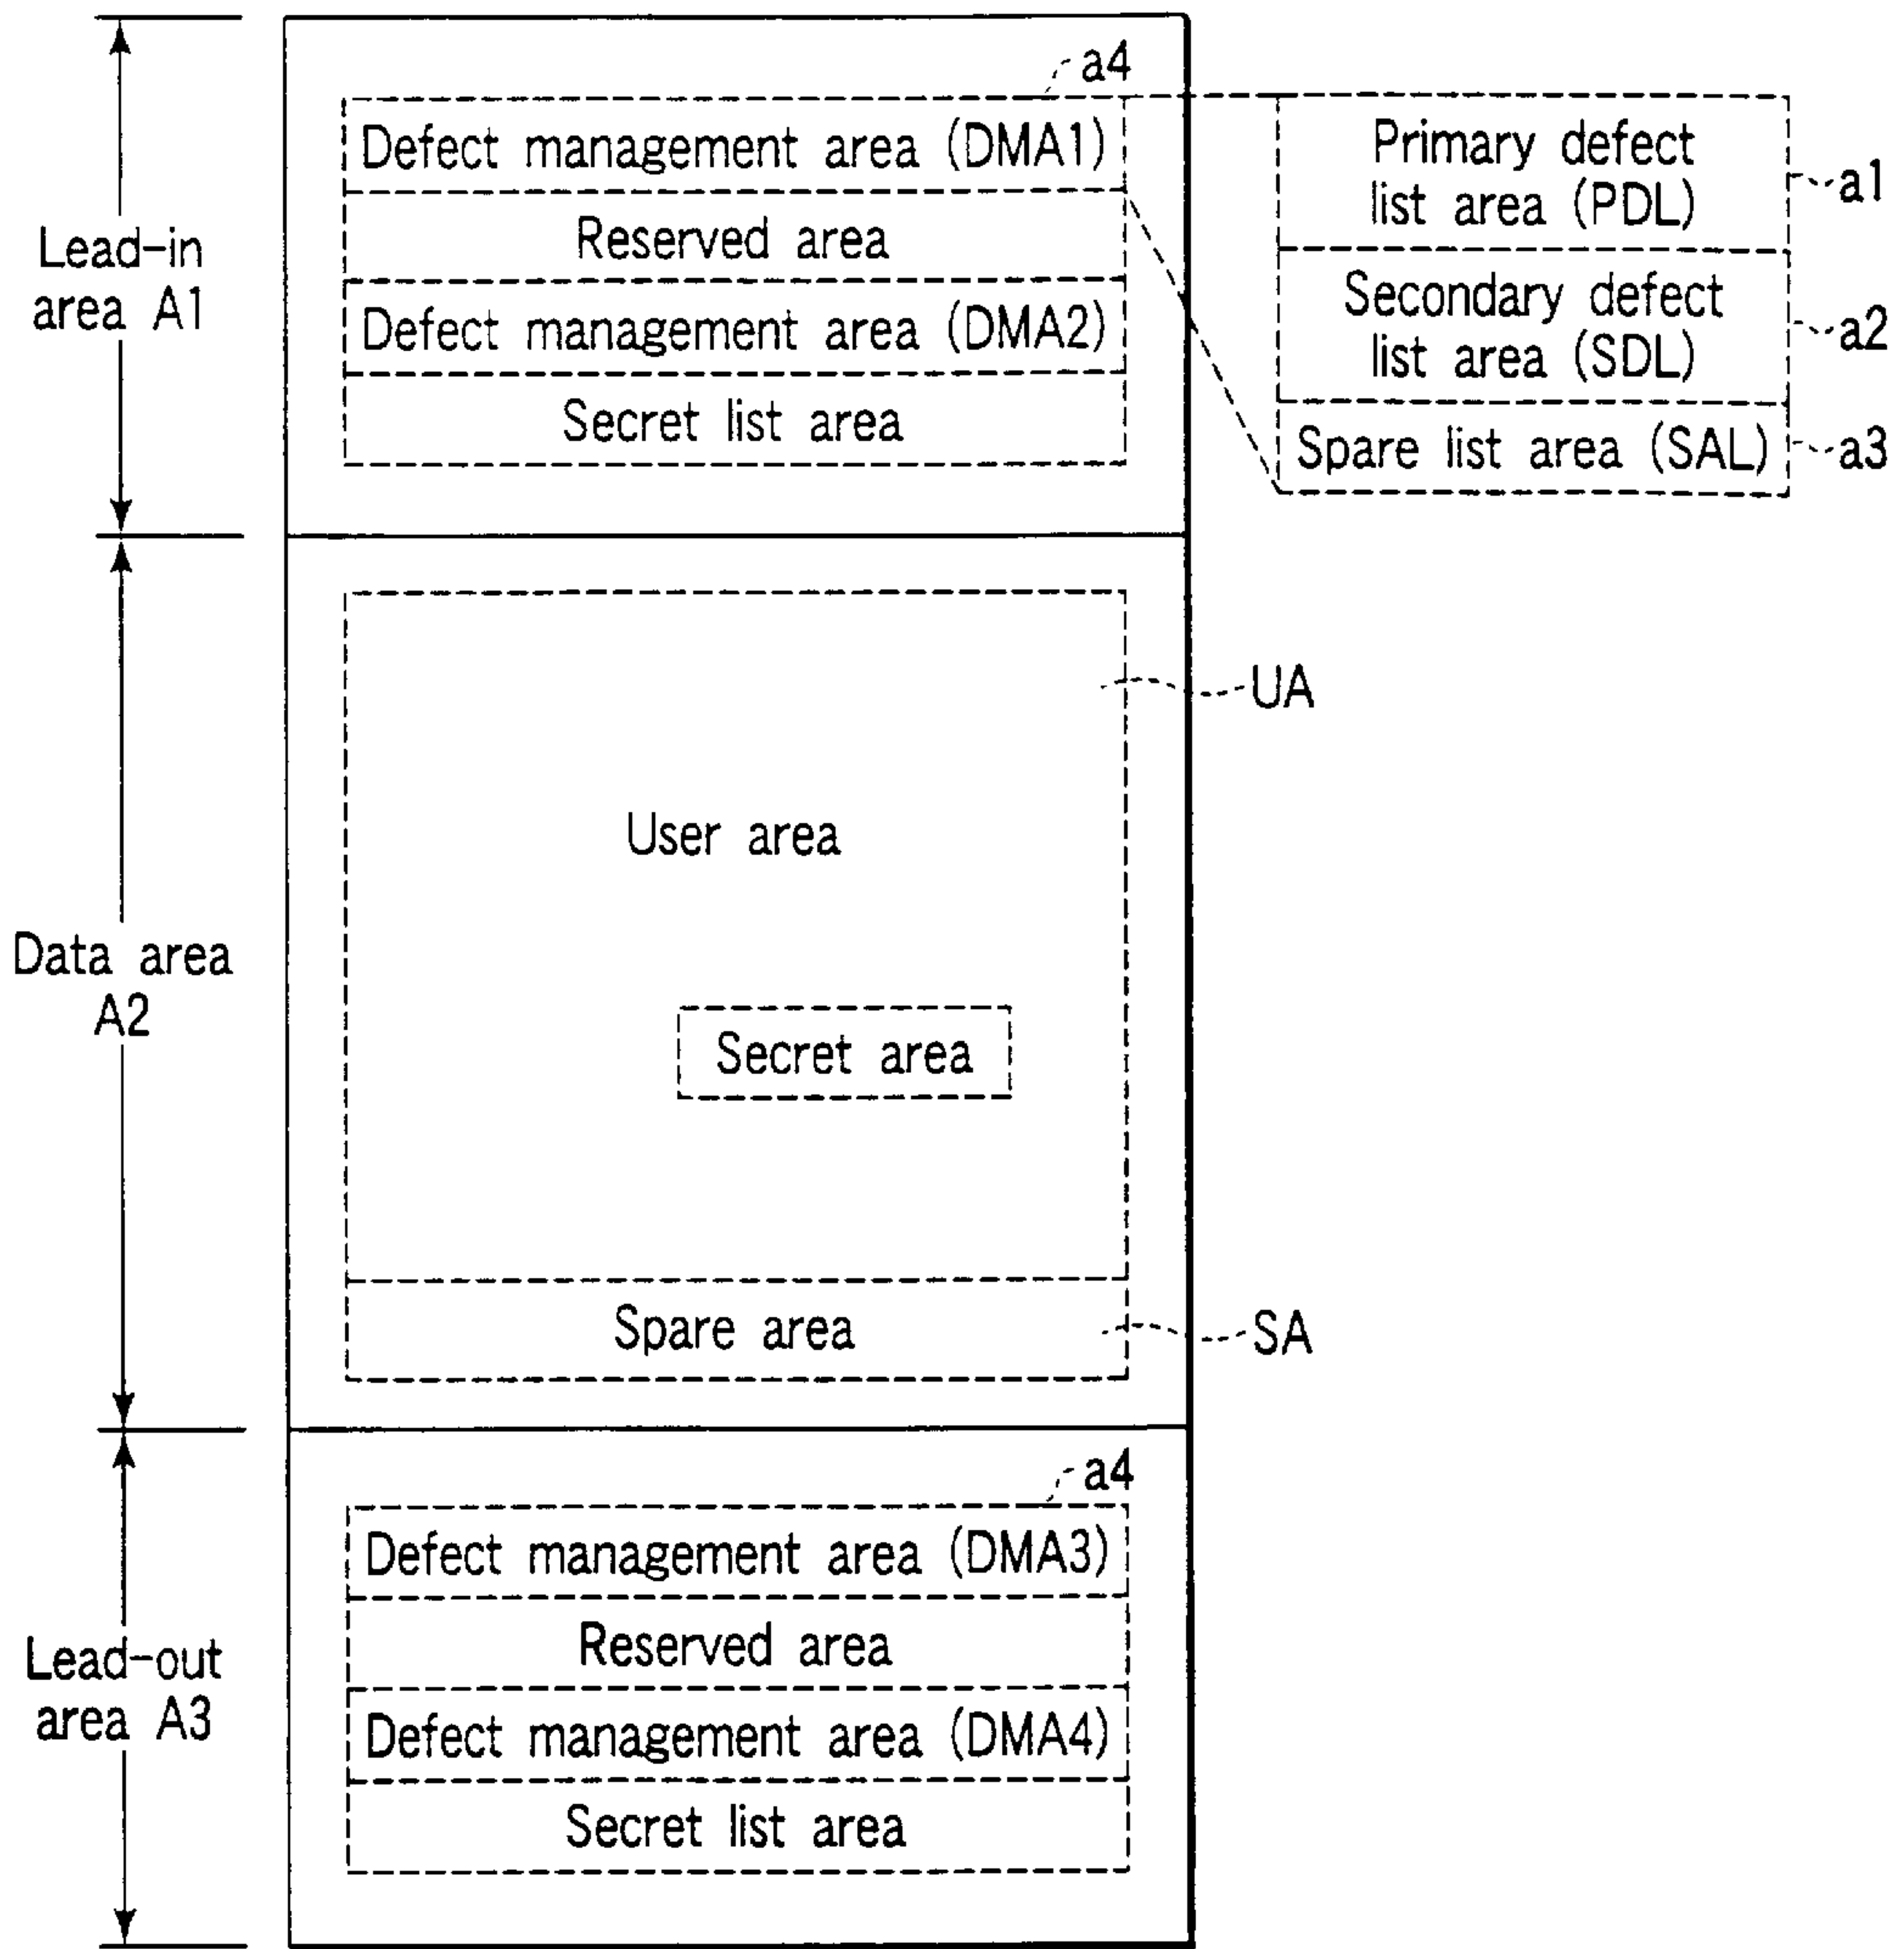 a4
Defect management area (DMA1)
Reserved area
Defect management area (DMA2)
Secret list area
Lead-in
area A1
Primary defect
list area (PDL)
a1
Secondary defect
list area (SDL)
a2
Spare list area (SAL)
a3
UA
User area
Data area
A2
Secret area
Spare area
SA
a4
Defect management area (DMA3)
Reserved area
Defect management area (DMA4)
Secret list area
Lead-out
area A3